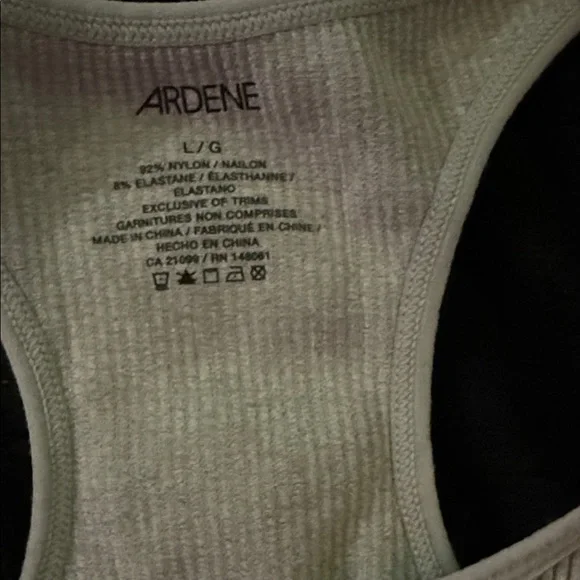 ARDENE
L / G
92% NYLON / NAILON
8% ELASTANE / ÉLASTHANNE /
ELASTANO
EXCLUSIVE OF TRIMS
GARNITURES NON COMPRISES
MADE IN CHINA / FABRIQUÉ EN CHINE /
HECHO EN CHINA
CA 21099 / RN 148061